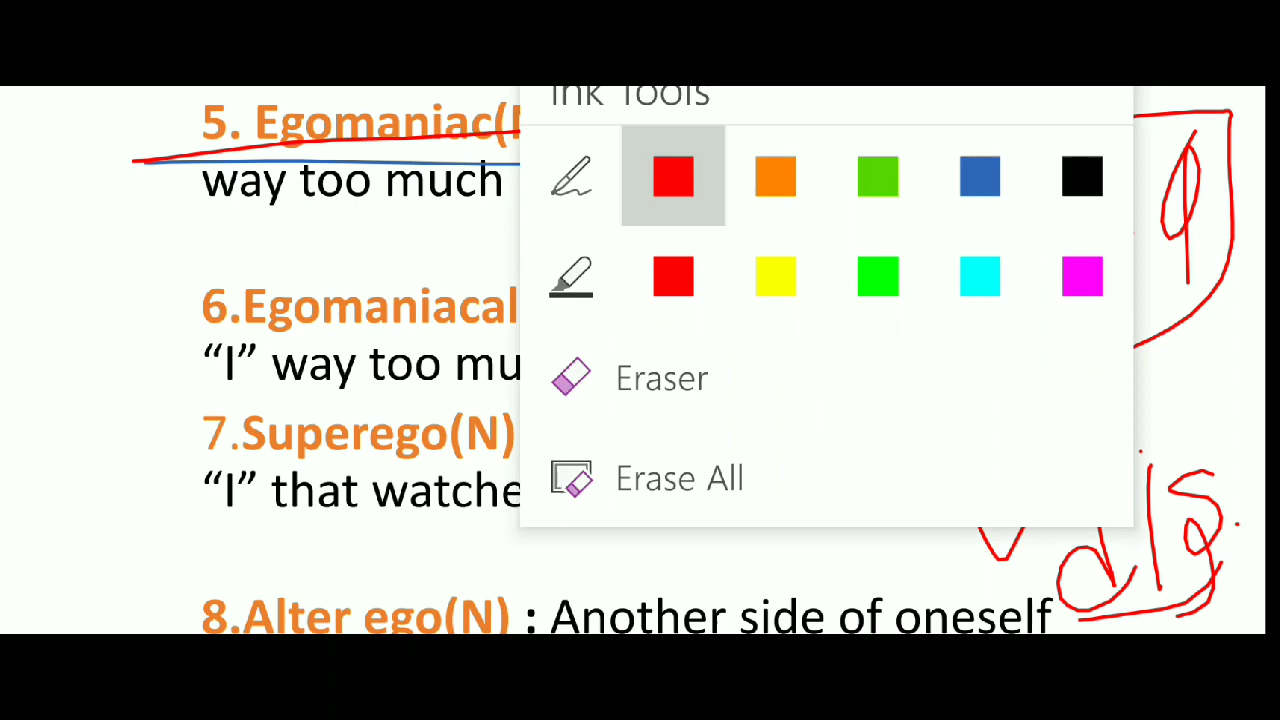 Ink Tools
5. Egomaniac(
way too much
6.Egomaniacal
“I” way too mu
Eraser
7.Superego(N)
“I” that watche
Erase All
8.Alter ego(N) : Another side of oneself